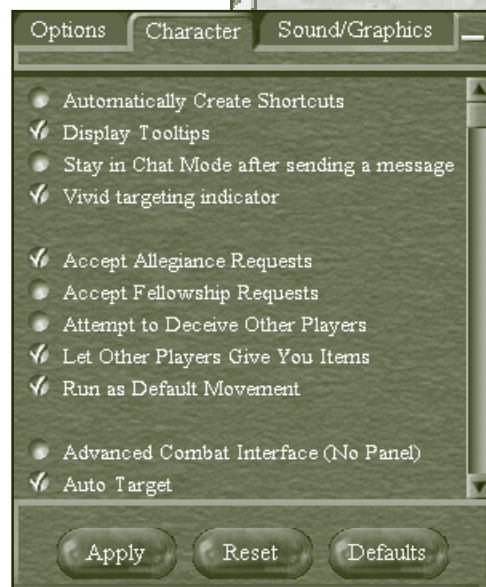 Options Character Sound/Graphics
Automatically Create Shortcuts
Display Tooltips
Stay in Chat Mode after sending a message
Vivid targeting indicator
Accept Allegiance Requests
Accept Fellowship Requests
Attempt to Deceive Other Players
Let Other Players Give You Items
Run as Default Movement
Advanced Combat Interface (No Panel)
Auto Target
Apply Reset Defaults